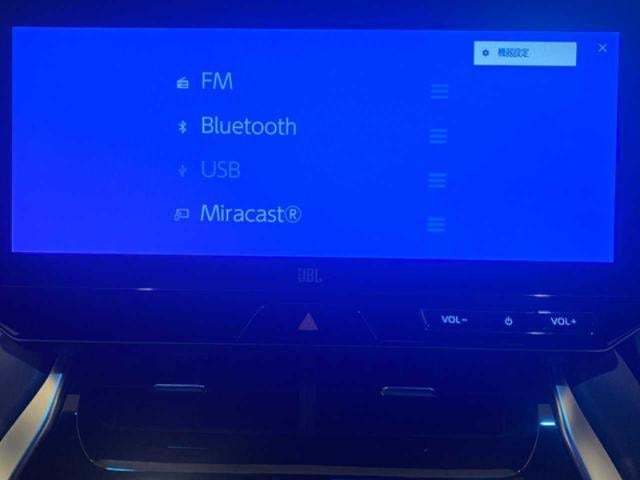 機器設定
FM
Bluetooth
USB
Miracast®
JBL
VOL-
VOL+